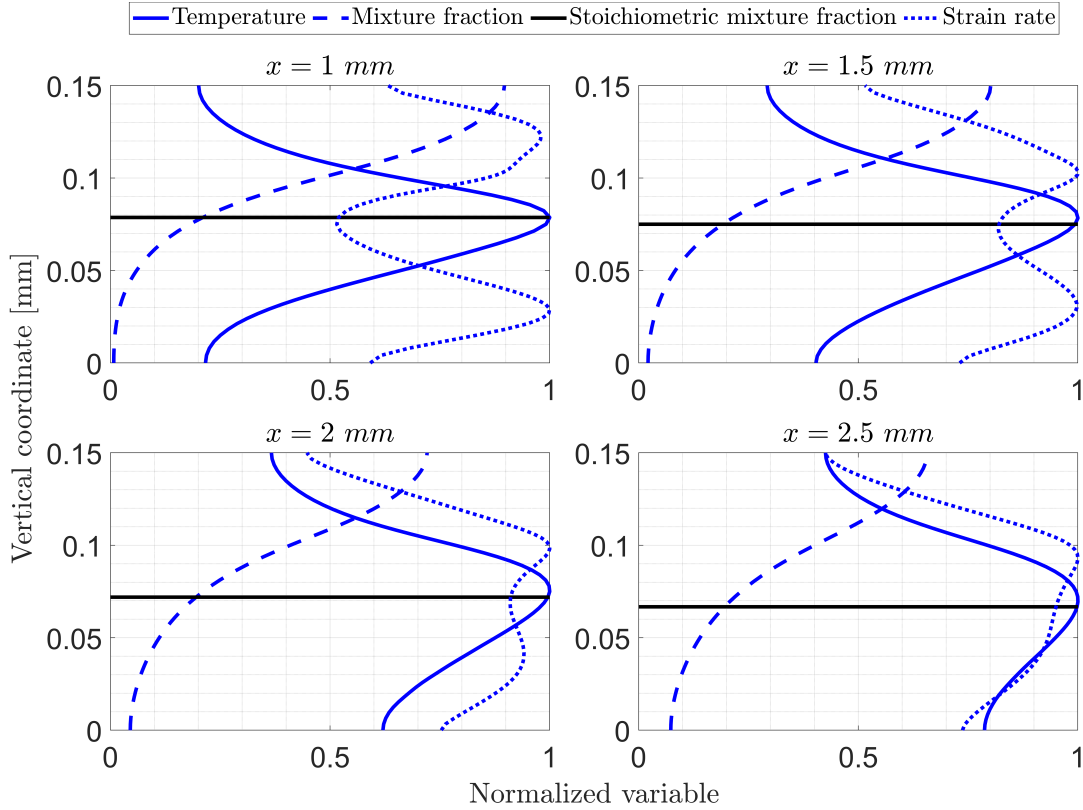 Temperature Mixture fraction Stoichiometric mixture fraction Strain rate
x = 1 mm
0.15
0.1
0.05
0
0 0.5 1
x = 1.5 mm
0.15
0.1
0.05
0
0 0.5 1
Vertical coordinate [mm]
x = 2 mm
0.15
0.1
0.05
0
0 0.5 1
x = 2.5 mm
0.15
0.1
0.05
0
0 0.5 1
Normalized variable